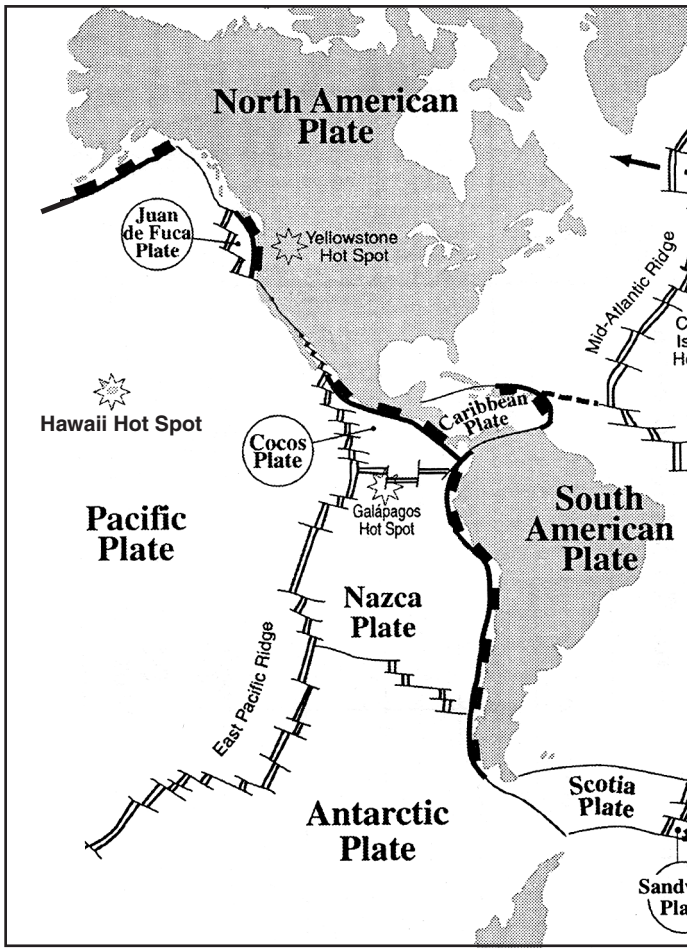 North American
Plate
Juan
de Fuca
Plate
Yellowstone
Hot Spot
Mid-Atlantic Ridge
Hawaii Hot Spot
Caribbean
Plate
Cocos
Plate
Galápagos
Hot Spot
Pacific
Plate
South
American
Plate
Nazca
Plate
East Pacific Ridge
Scotia
Plate
Antarctic
Plate